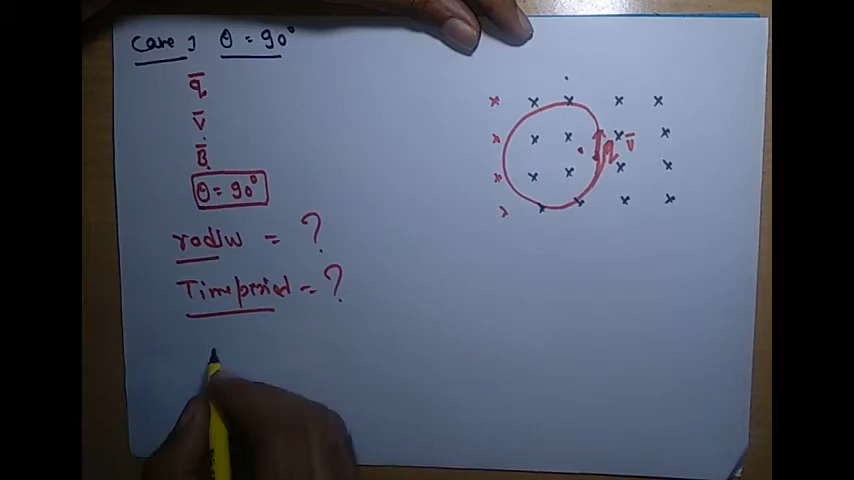 Case 1 θ = 90°
q̅
V̅
B̅
θ = 90°
radius = ?
Time period = ?
q V̅